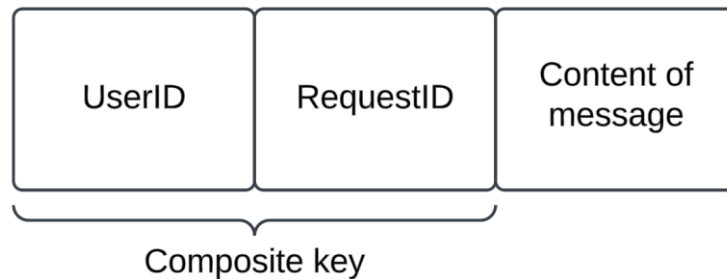 UserID
RequestID
Content of
message
Composite key